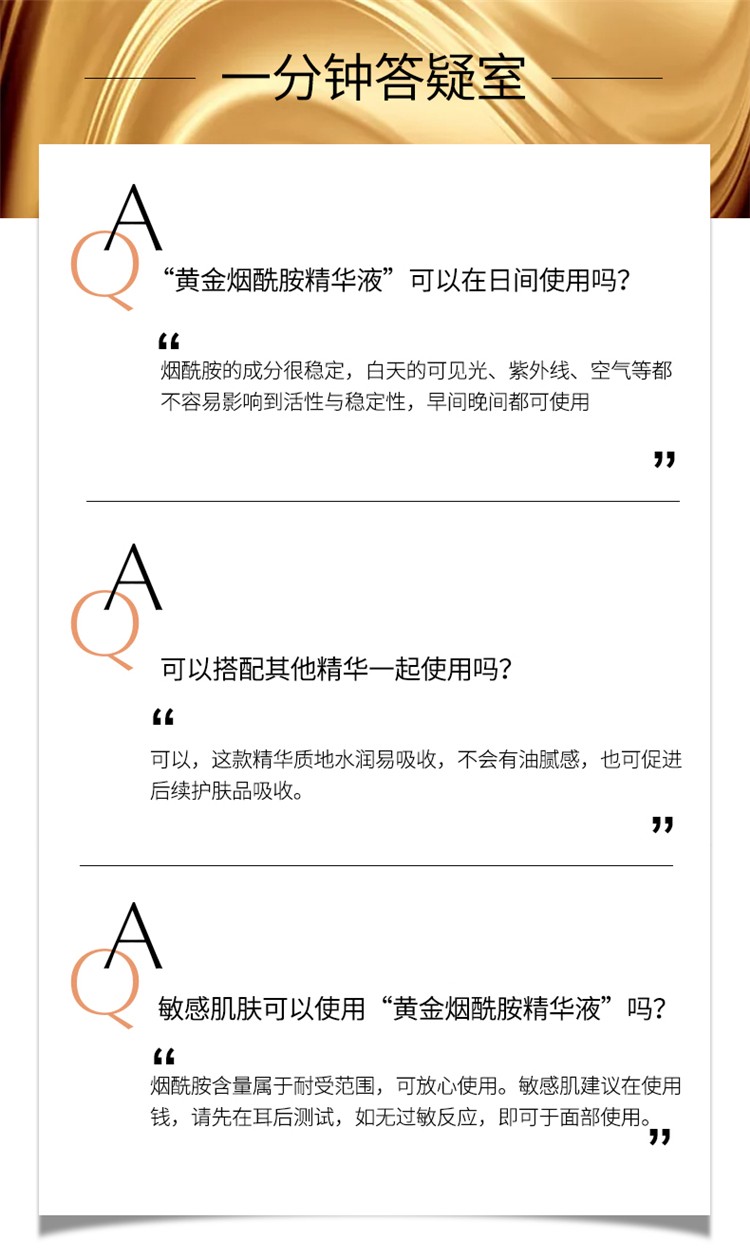 一分钟答疑室
A
Q
“黄金烟酰胺精华液”可以在日间使用吗？
“
烟酰胺的成分很稳定，白天的可见光、紫外线、空气等都
不容易影响到活性与稳定性，早间晚间都可使用
”
A
Q
可以搭配其他精华一起使用吗？
“
可以，这款精华质地水润易吸收，不会有油腻感，也可促进
后续护肤品吸收。
”
A
Q
敏感肌肤可以使用“黄金烟酰胺精华液”吗？
“
烟酰胺含量属于耐受范围，可放心使用。敏感肌建议在使用
钱，请先在耳后测试，如无过敏反应，即可于面部使用。
”